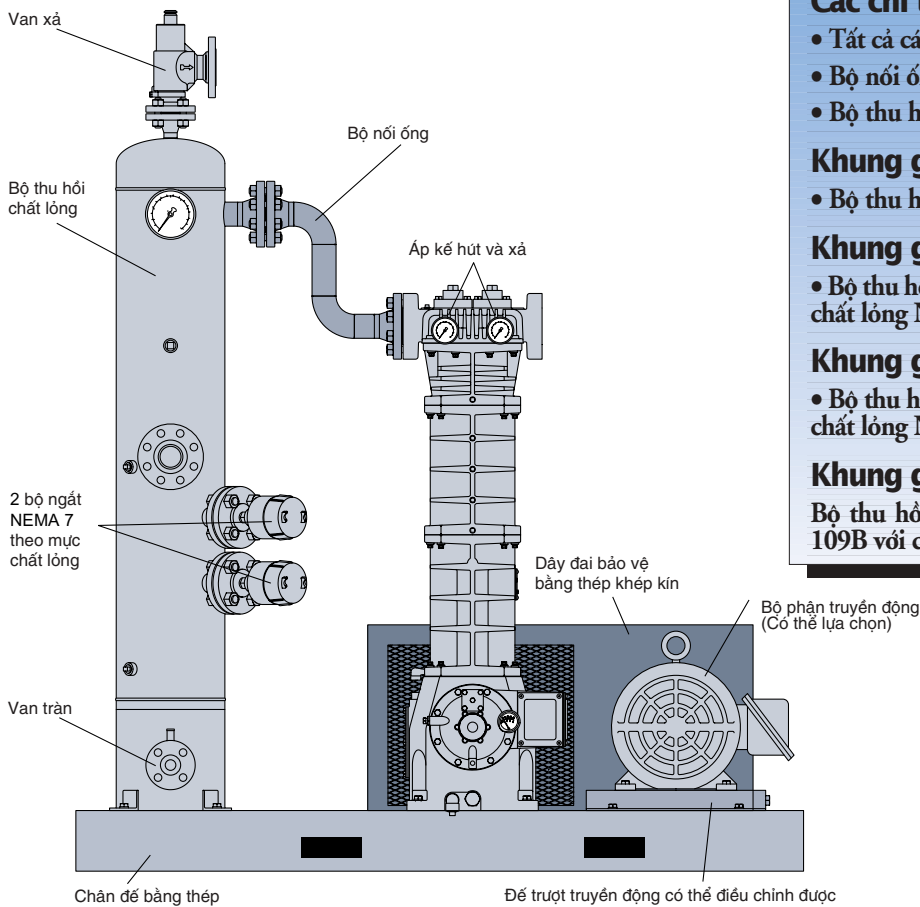 Van xả
Bộ nối ống
Bộ thu hồi
chất lỏng
Áp kế hút và xả
2 bộ ngắt
NEMA 7
theo mực
chất lỏng
Dây đai bảo vệ
bằng thép khép kín
Bộ phận truyền động
(Có thể lựa chọn)
Van tràn
Chân đế bằng thép
Đế trượt truyền động có thể điều chỉnh được
Các chỉ
• Tất cả
• Bộ nối
• Bộ thu
Khung
• Bộ thu
Khung
• Bộ thu
chất lỏng
Khung
• Bộ thu
chất lỏng
Khung
Bộ thu hồ
109B với